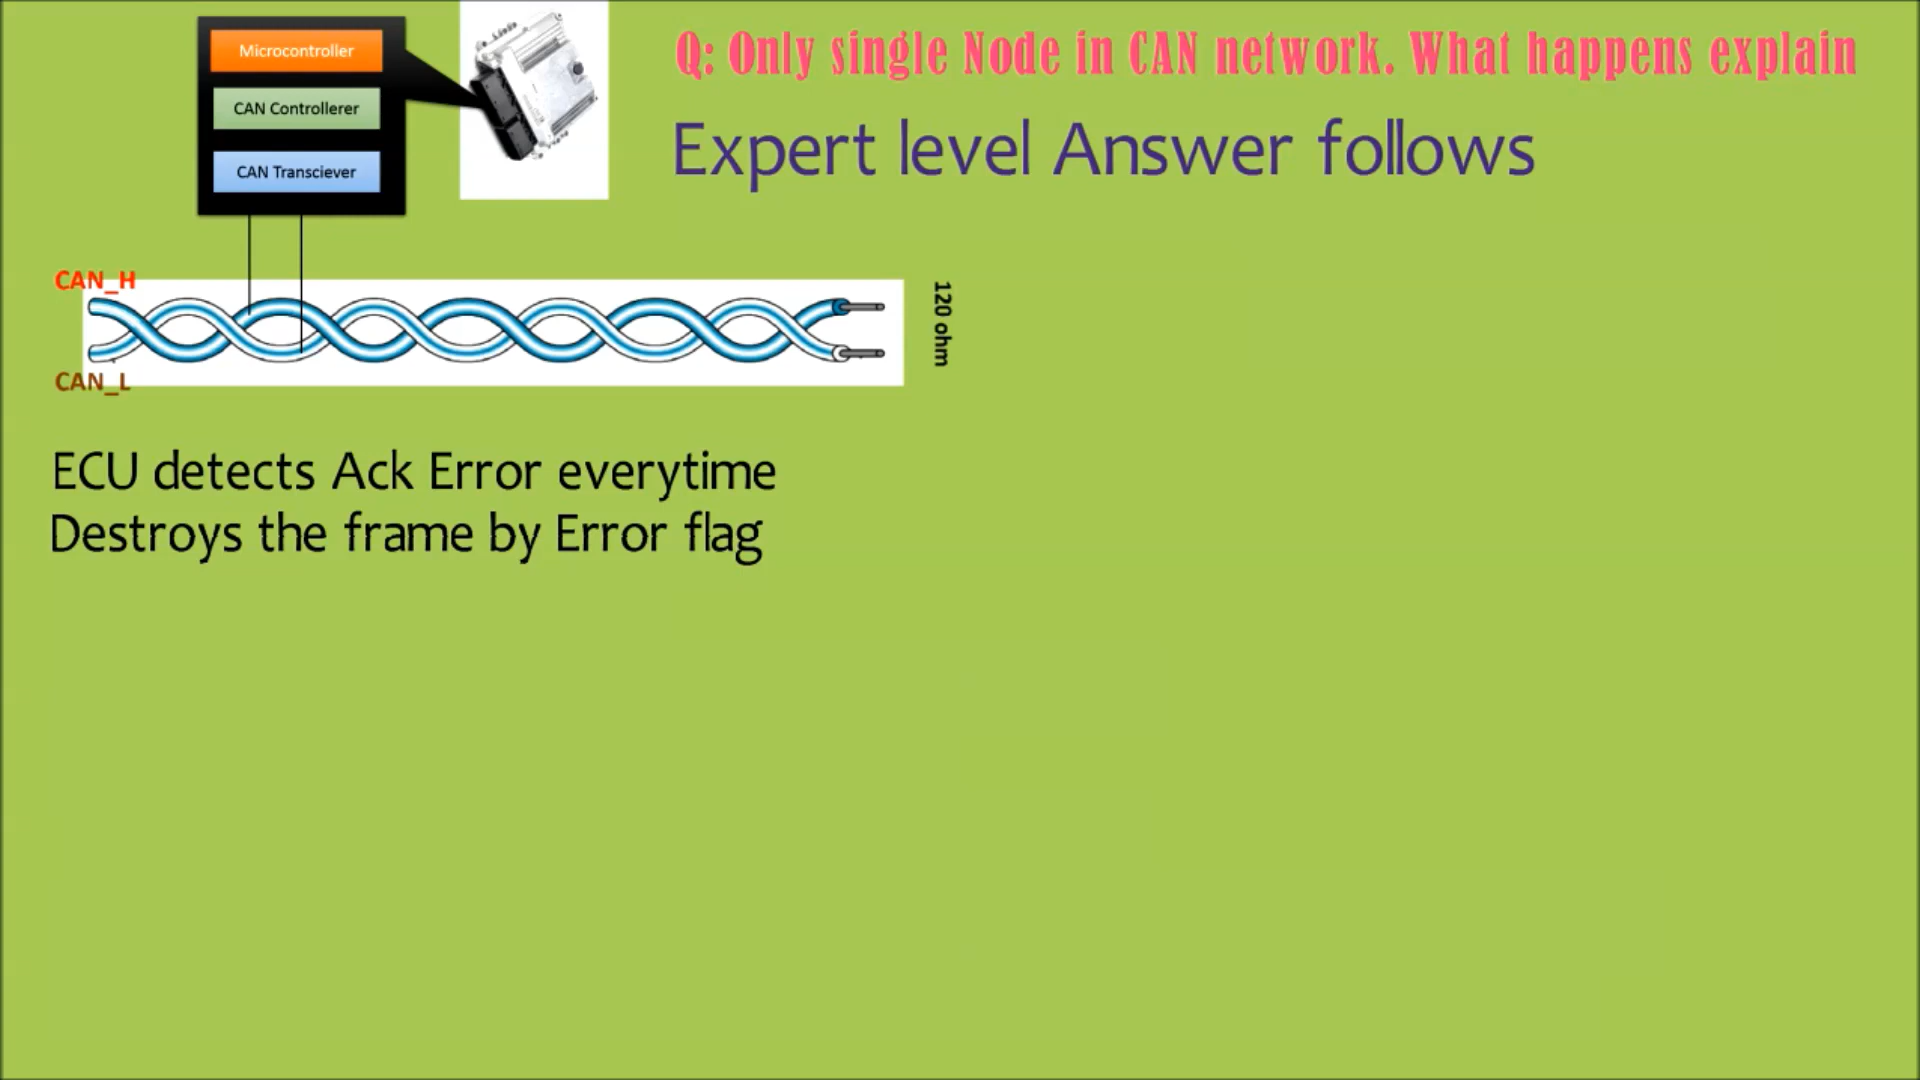 Microcontroller
CAN Controllerer
CAN Transciever
Q: Only single Node in CAN network. What happens explain
Expert level Answer follows
CAN_H
CAN_L
120 ohm
ECU detects Ack Error everytime
Destroys the frame by Error flag